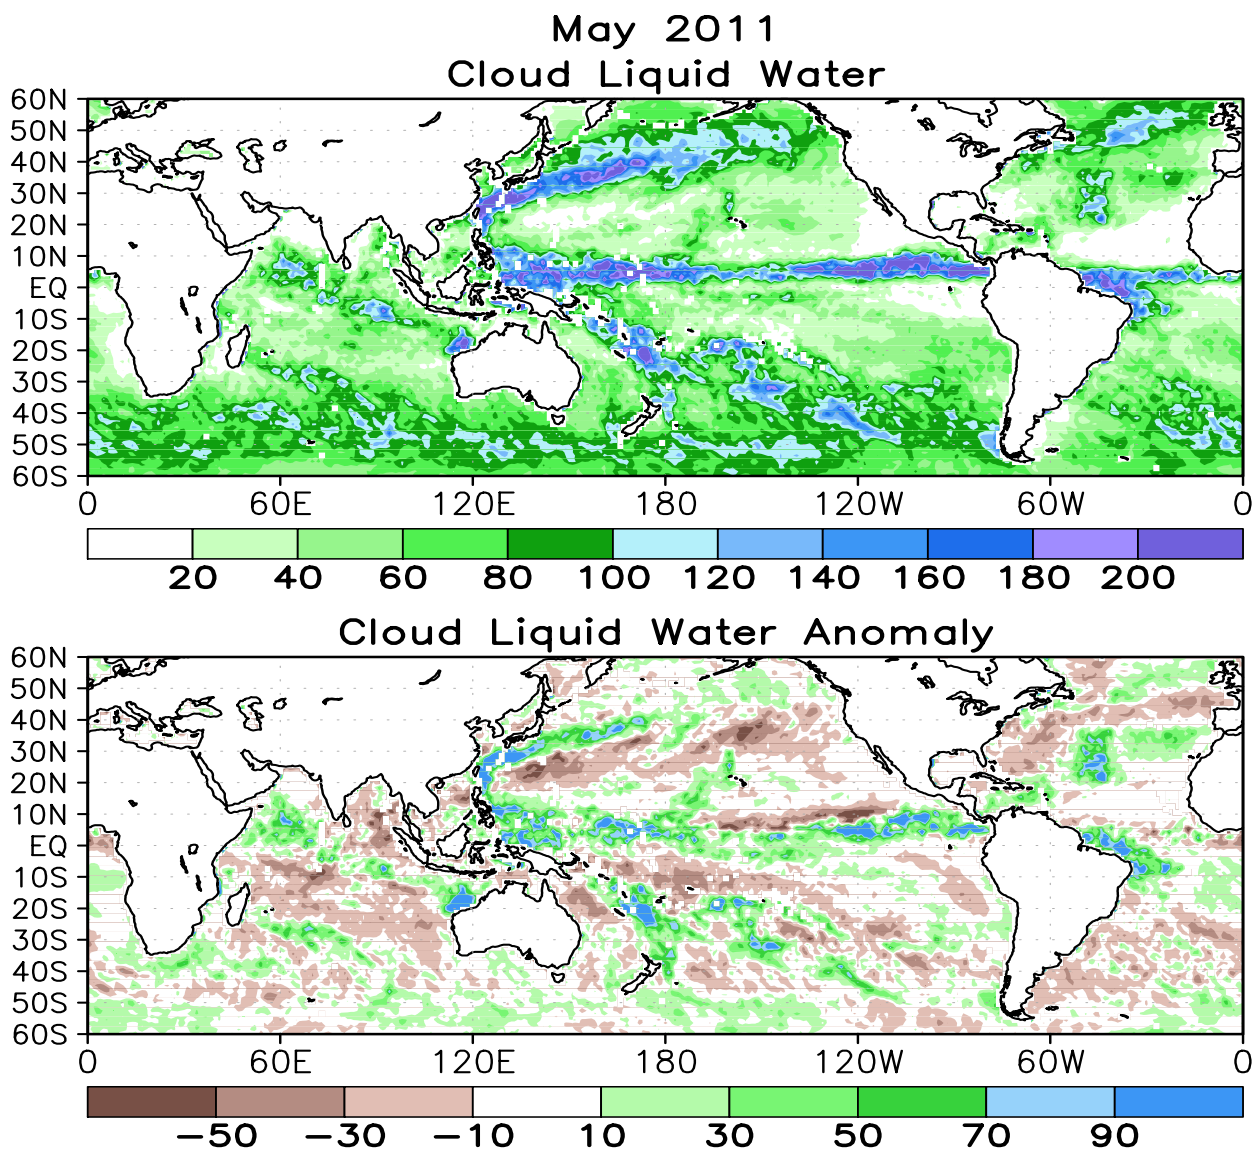 May 2011
Cloud Liquid Water
60N
50N
40N
30N
20N
10N
EQ
10S
20S
30S
40S
50S
60S
0 60E 120E 180 120W 60W 0
20 40 60 80 100 120 140 160 180 200
Cloud Liquid Water Anomaly
60N
50N
40N
30N
20N
10N
EQ
10S
20S
30S
40S
50S
60S
0 60E 120E 180 120W 60W 0
−50 −30 −10 10 30 50 70 90